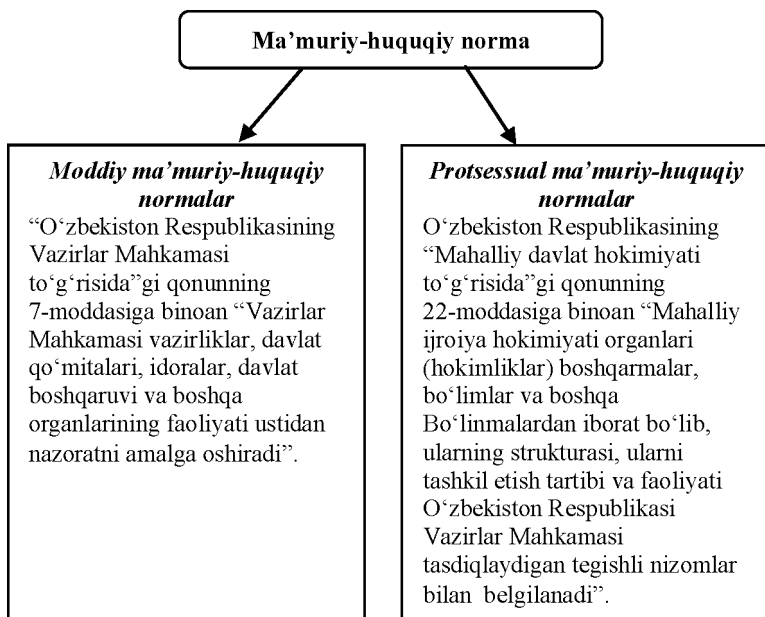 Ma’muriy-huquqiy norma
Moddiy ma’muriy-huquqiy
normalar
“O‘zbekiston Respublikasining
Vazirlar Mahkamasi
to‘g‘risida”gi qonunning
7-moddasiga binoan “Vazirlar
Mahkamasi vazirliklar, davlat
qo‘mitalari, idoralar, davlat
boshqaruvi va boshqa
organlarining faoliyati ustidan
nazoratni amalga oshiradi”.
Protsessual ma’muriy-huquqiy
normalar
O‘zbekiston Respublikasining
“Mahalliy davlat hokimiyati
to‘g‘risida”gi qonunning
22-moddasiga binoan “Mahalliy
ijroiya hokimiyati organlari
(hokimliklar) boshqarmalar,
bo‘limlar va boshqa
Bo‘linmalardan iborat bo‘lib,
ularning strukturasi, ularni
tashkil etish tartibi va faoliyati
O‘zbekiston Respublikasi
Vazirlar Mahkamasi
tasdiqlaydigan tegishli nizomlar
bilan belgilanadi”.